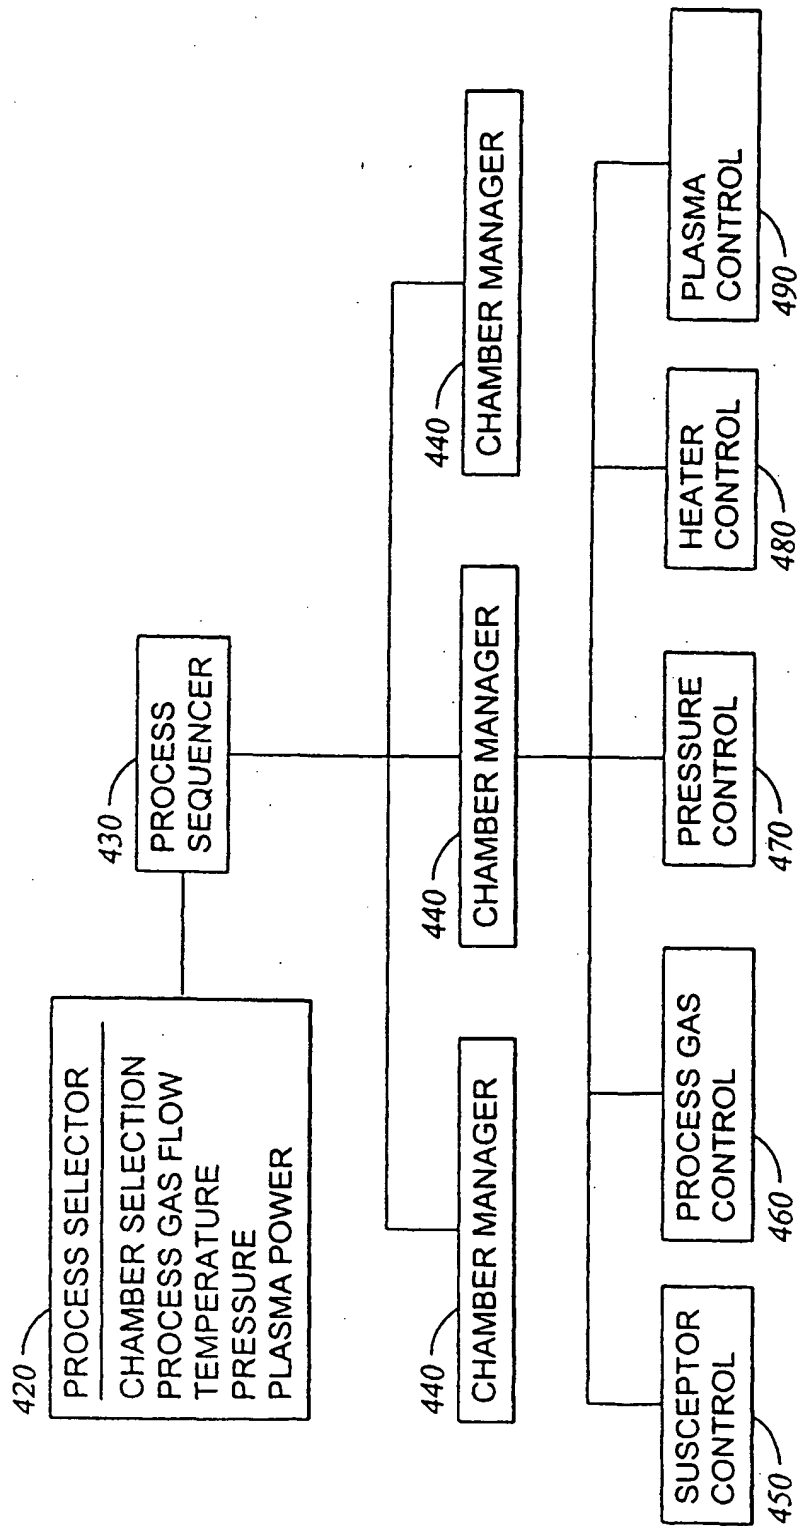 420
PROCESS SELECTOR
CHAMBER SELECTION
PROCESS GAS FLOW
TEMPERATURE
PRESSURE
PLASMA POWER
430
PROCESS
SEQUENCER
440
CHAMBER MANAGER
440
CHAMBER MANAGER
440
CHAMBER MANAGER
SUSCEPTOR
CONTROL
450
PROCESS GAS
CONTROL
460
PRESSURE
CONTROL
470
HEATER
CONTROL
480
PLASMA
CONTROL
490